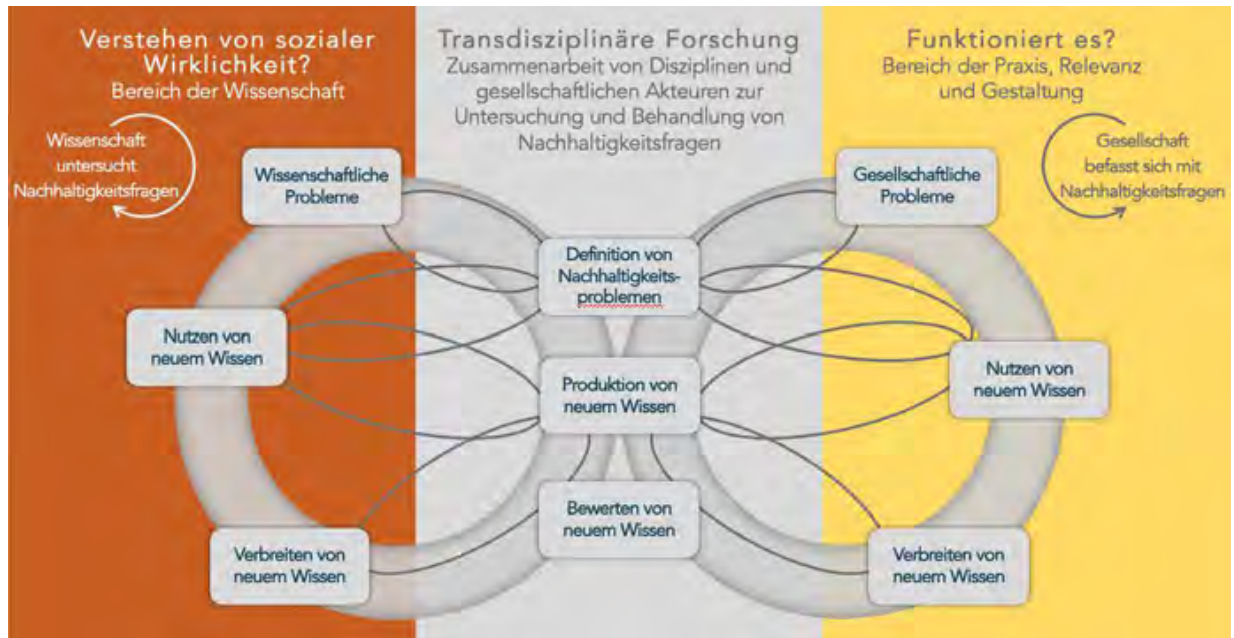 Verstehen von sozialer
Wirklichkeit?
Bereich der Wissenschaft
Wissenschaft
untersucht
Nachhaltigkeitsfragen
Transdisziplinäre Forschung
Zusammenarbeit von Disziplinen und
gesellschaftlichen Akteuren zur
Untersuchung und Behandlung von
Nachhaltigkeitsfragen
Funktioniert es?
Bereich der Praxis, Relevanz
und Gestaltung
Gesellschaft
befasst sich mit
Nachhaltigkeitsfragen
Wissenschaftliche
Probleme
Gesellschaftliche
Probleme
Definition von
Nachhaltigkeits-
problemen
Nutzen von
neuem Wissen
Produktion von
neuem Wissen
Nutzen von
neuem Wissen
Bewerten von
neuem Wissen
Verbreiten von
neuem Wissen
Verbreiten von
neuem Wissen